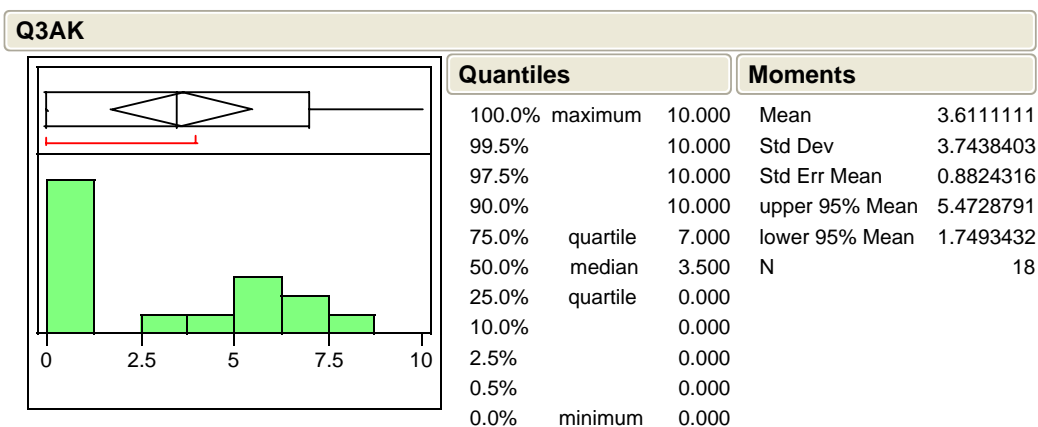 Q3AK
0 2.5 5 7.5 10
Quantiles
100.0% maximum 10.000
99.5% 10.000
97.5% 10.000
90.0% 10.000
75.0% quartile 7.000
50.0% median 3.500
25.0% quartile 0.000
10.0% 0.000
2.5% 0.000
0.5% 0.000
0.0% minimum 0.000
Moments
Mean 3.6111111
Std Dev 3.7438403
Std Err Mean 0.8824316
upper 95% Mean 5.4728791
lower 95% Mean 1.7493432
N 18